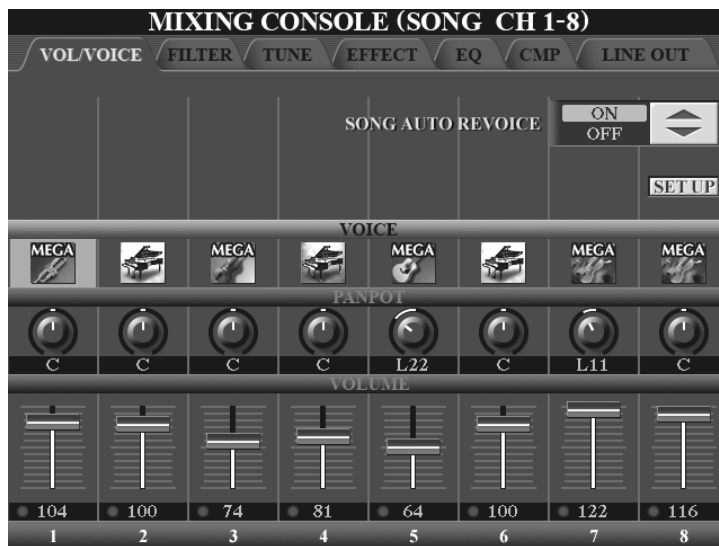 MIXING CONSOLE (SONG CH 1-8)
VOL/VOICE FILTER TUNE EFFECT EQ CMP LINE OUT
SONG AUTO REVOICE
ON
OFF
SET UP
VOICE
MEGA MEGA MEGA MEGA MEGA
PANPOT
C C C C L22 C L11 C
VOLUME
104 100 74 81 64 100 122 116
1 2 3 4 5 6 7 8